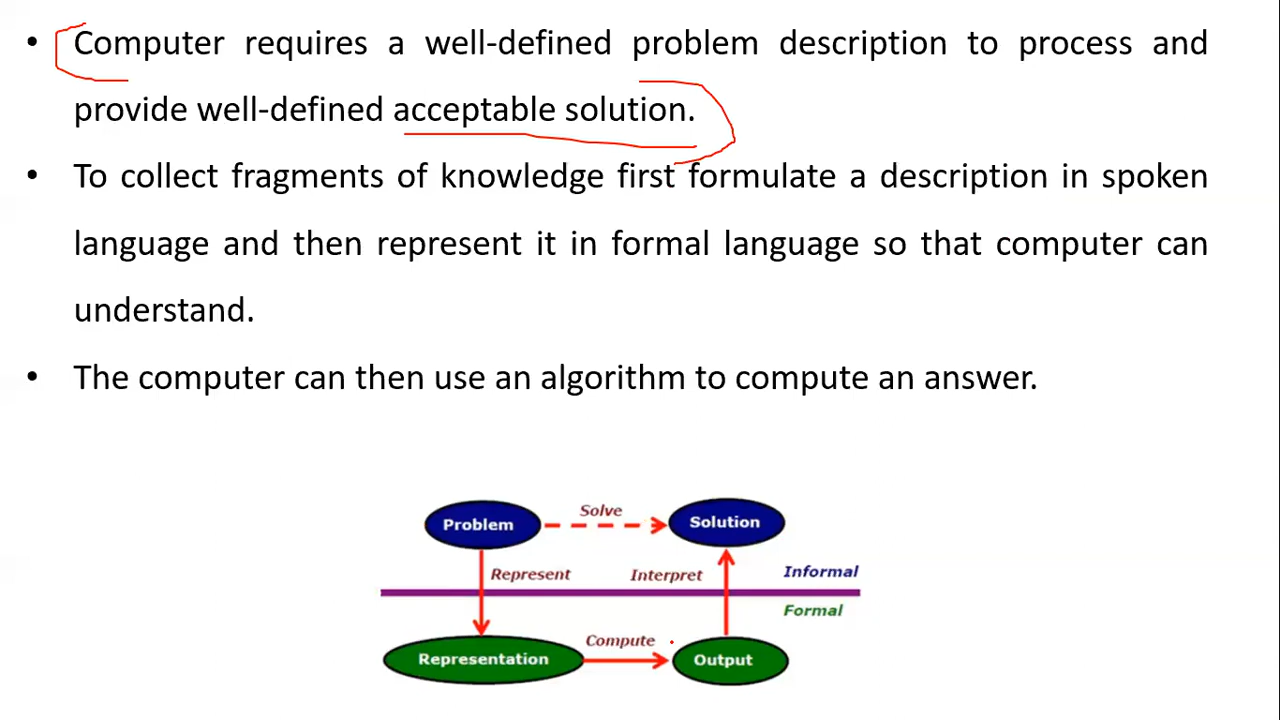 • Computer requires a well-defined problem description to process and
provide well-defined acceptable solution.
• To collect fragments of knowledge first formulate a description in spoken
language and then represent it in formal language so that computer can
understand.
• The computer can then use an algorithm to compute an answer.
Problem Solve Solution
Represent Interpret Informal
Formal
Compute
Representation Output